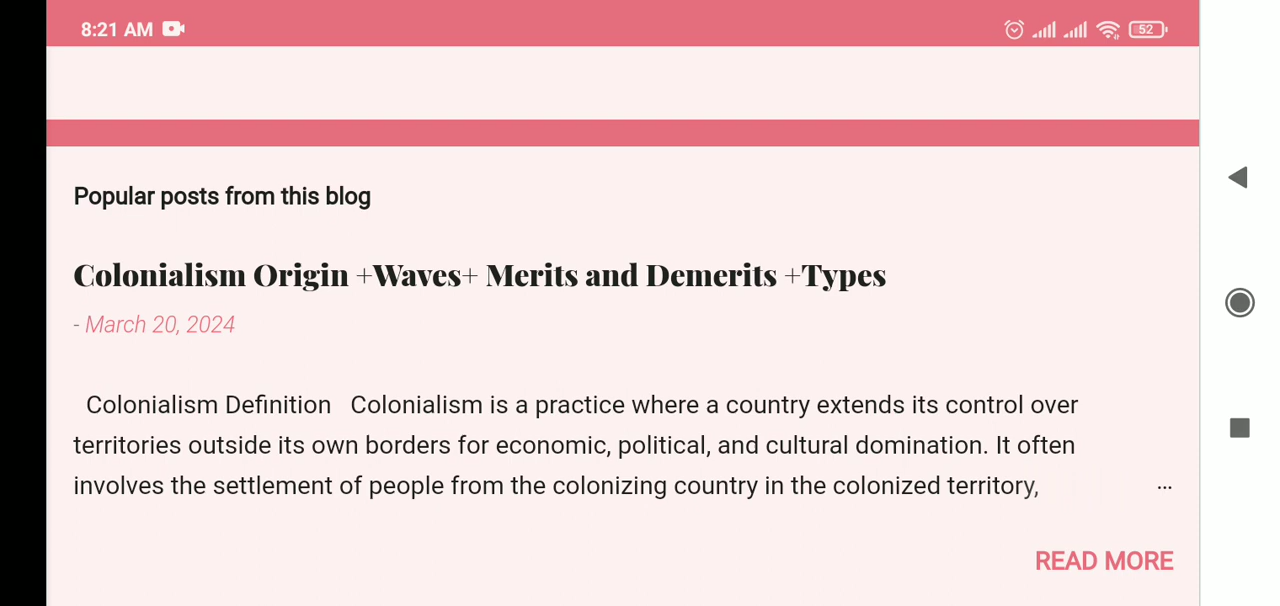 8:21 AM
52
Popular posts from this blog
Colonialism Origin +Waves+ Merits and Demerits +Types
- March 20, 2024
Colonialism Definition Colonialism is a practice where a country extends its control over
territories outside its own borders for economic, political, and cultural domination. It often
involves the settlement of people from the colonizing country in the colonized territory, ...
READ MORE